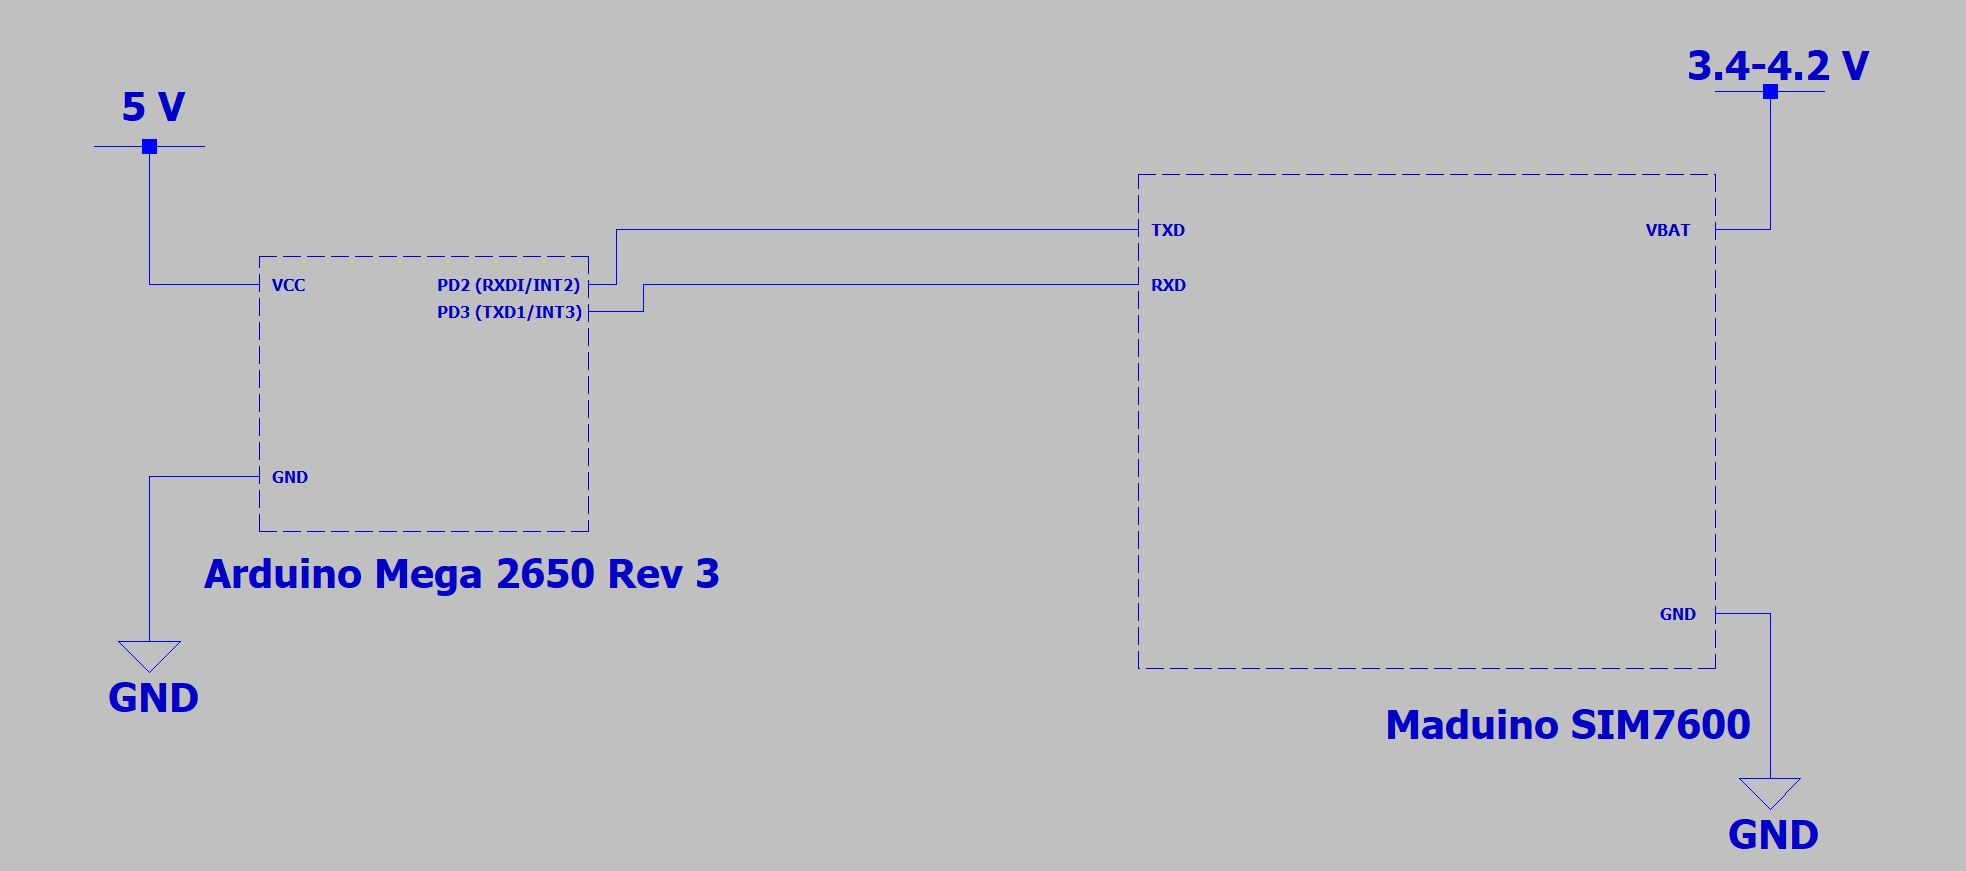 3.4-4.2 V
5 V
TXD
VBAT
VCC
PD2 (RXDI/INT2)
RXD
PD3 (TXD1/INT3)
GND
Arduino Mega 2650 Rev 3
GND
GND
Maduino SIM7600
GND